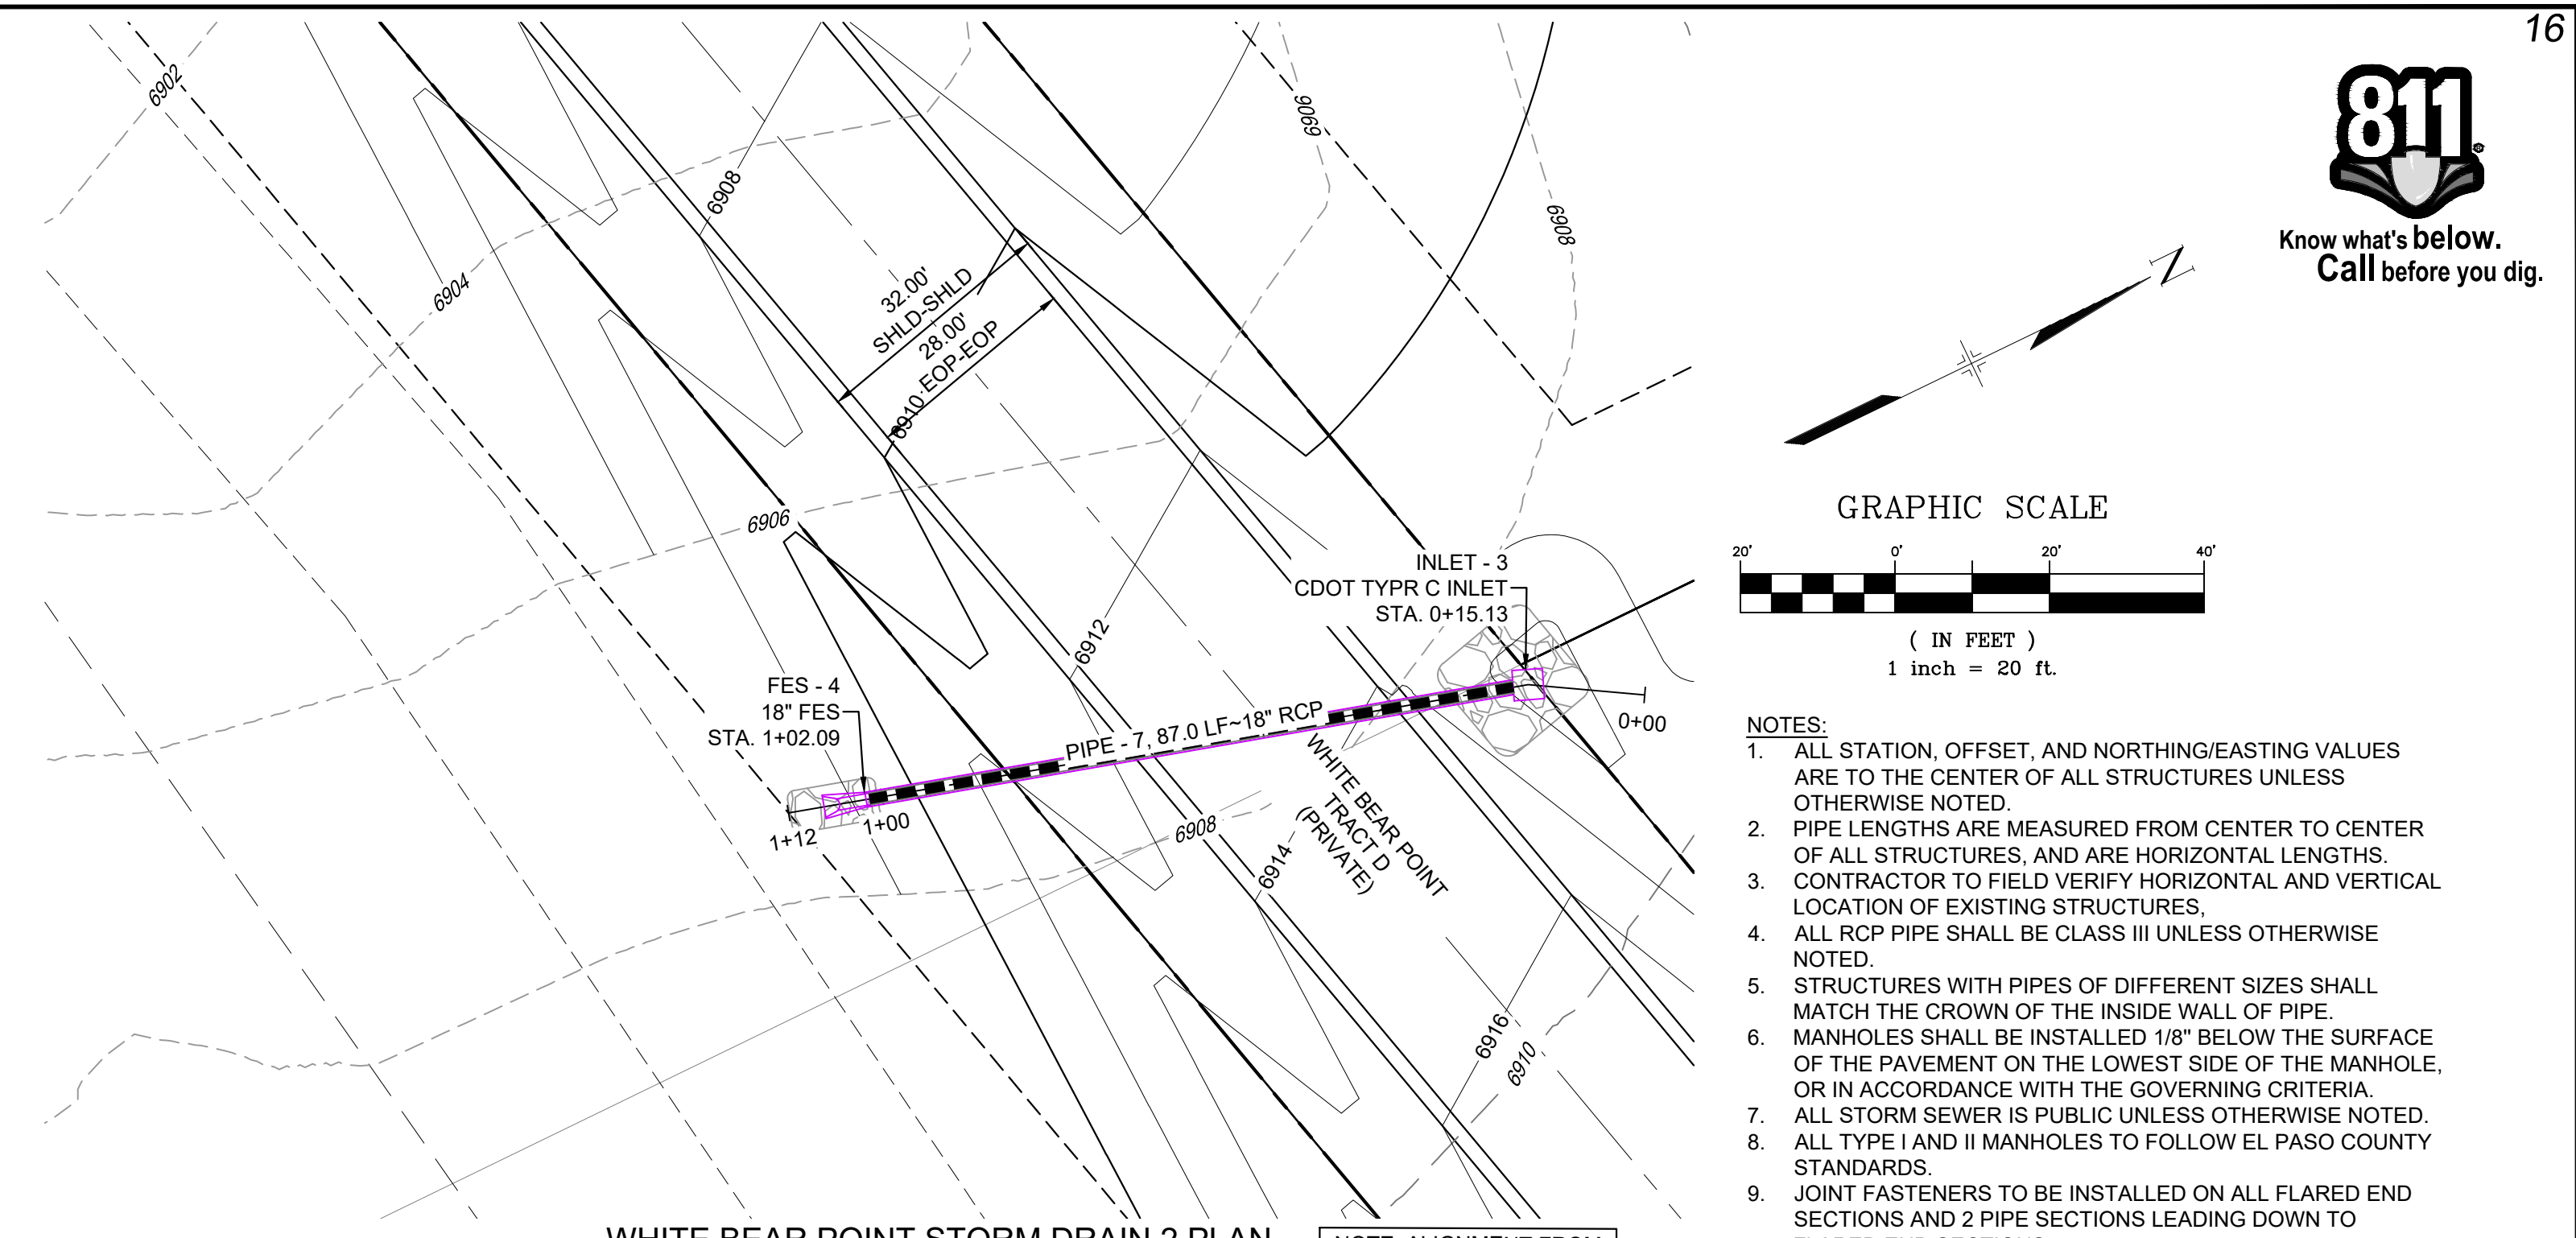 16
811
Know what's below.
Call before you dig.
N
6902
6904
6908
6906
6908
32.00'
SHLD-SHLD
28.00'
EOP-EOP
6910
6906
6912
INLET - 3
CDOT TYPR C INLET
STA. 0+15.13
0+00
FES - 4
18" FES
STA. 1+02.09
PIPE - 7, 87.0 LF~18" RCP
1+12
1+00
6908
6914
WHITE BEAR POINT
TRACT D
(PRIVATE)
6916
6910
GRAPHIC SCALE
20' 0' 20' 40'
( IN FEET )
1 inch = 20 ft.
NOTES:
1. ALL STATION, OFFSET, AND NORTHING/EASTING VALUES
ARE TO THE CENTER OF ALL STRUCTURES UNLESS
OTHERWISE NOTED.
2. PIPE LENGTHS ARE MEASURED FROM CENTER TO CENTER
OF ALL STRUCTURES, AND ARE HORIZONTAL LENGTHS.
3. CONTRACTOR TO FIELD VERIFY HORIZONTAL AND VERTICAL
LOCATION OF EXISTING STRUCTURES,
4. ALL RCP PIPE SHALL BE CLASS III UNLESS OTHERWISE
NOTED.
5. STRUCTURES WITH PIPES OF DIFFERENT SIZES SHALL
MATCH THE CROWN OF THE INSIDE WALL OF PIPE.
6. MANHOLES SHALL BE INSTALLED 1/8" BELOW THE SURFACE
OF THE PAVEMENT ON THE LOWEST SIDE OF THE MANHOLE,
OR IN ACCORDANCE WITH THE GOVERNING CRITERIA.
7. ALL STORM SEWER IS PUBLIC UNLESS OTHERWISE NOTED.
8. ALL TYPE I AND II MANHOLES TO FOLLOW EL PASO COUNTY
STANDARDS.
9. JOINT FASTENERS TO BE INSTALLED ON ALL FLARED END
SECTIONS AND 2 PIPE SECTIONS LEADING DOWN TO
WHITE BEAR POINT STORM DRAIN 2 PLAN
NOTE: ALIGNMENT FROM